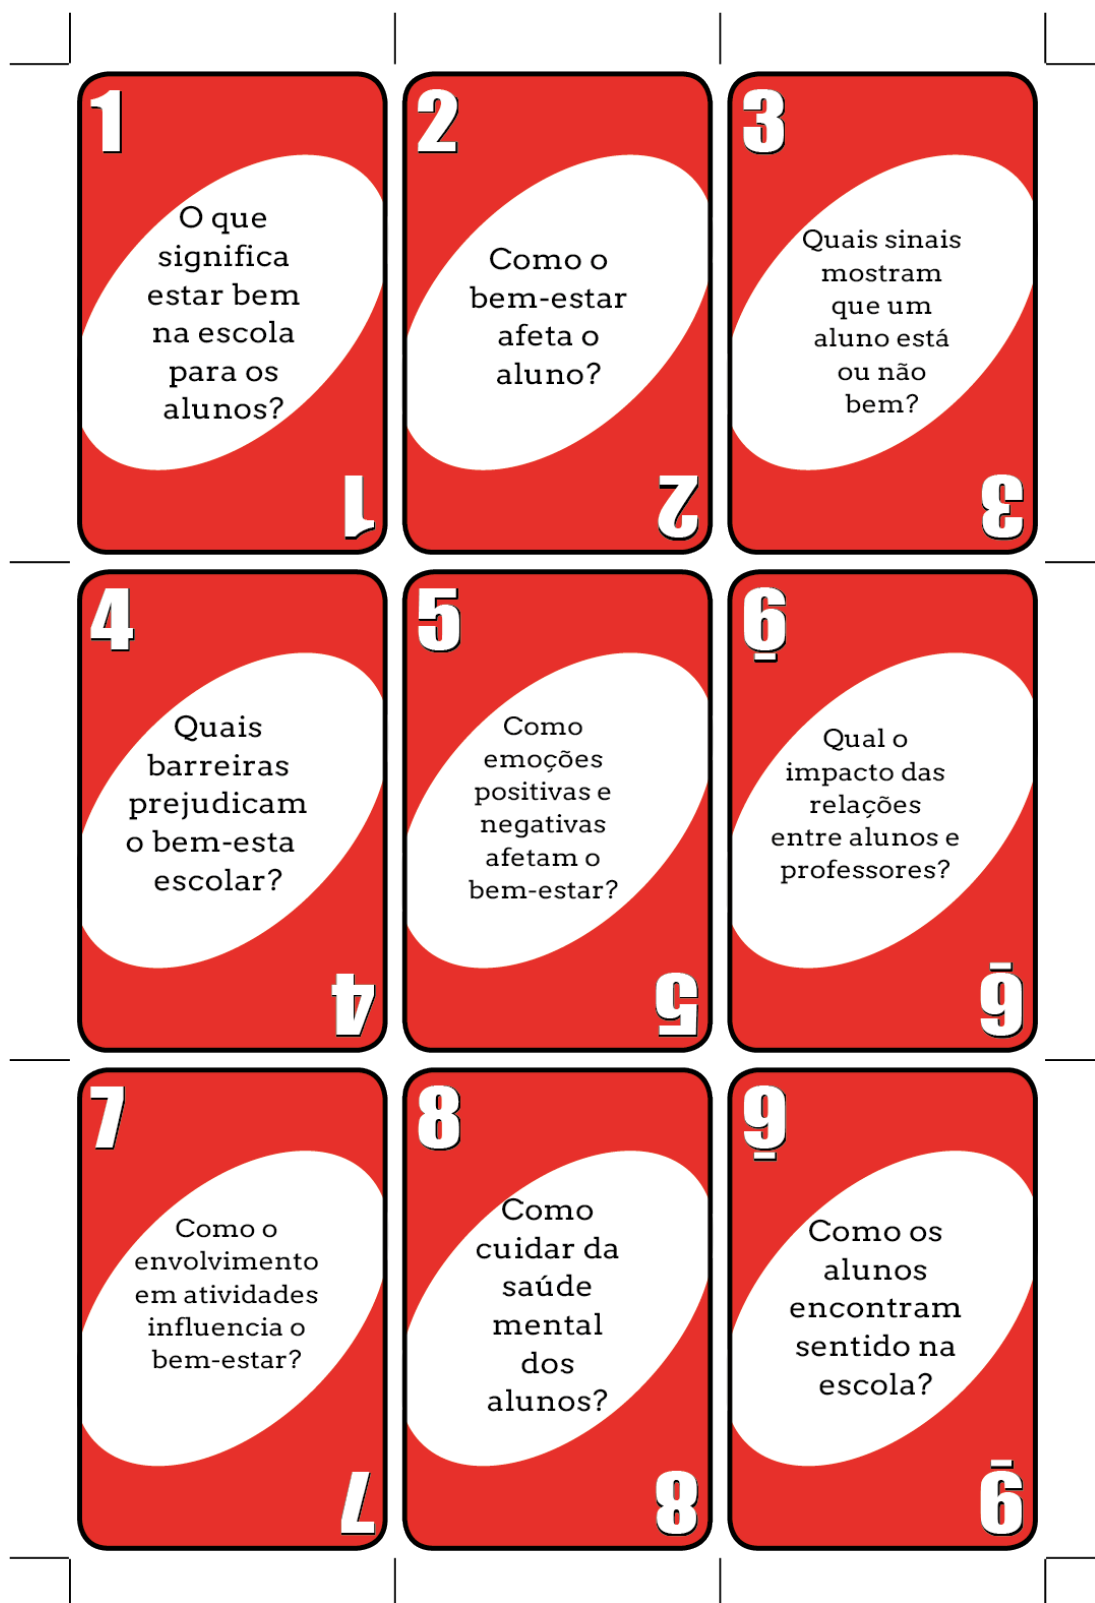 1
O que
significa
estar bem
na escola
para os
alunos?
1
2
Como o
bem-estar
afeta o
aluno?
2
3
Quais sinais
mostram
que um
aluno está
ou não
bem?
3
4
Quais
barreiras
prejudicam
o bem-esta
escolar?
4
5
Como
emoções
positivas e
negativas
afetam o
bem-estar?
5
6
Qual o
impacto das
relações
entre alunos e
professores?
6
7
Como o
envolvimento
em atividades
influencia o
bem-estar?
7
8
Como
cuidar da
saúde
mental
dos
alunos?
8
9
Como os
alunos
encontram
sentido na
escola?
9